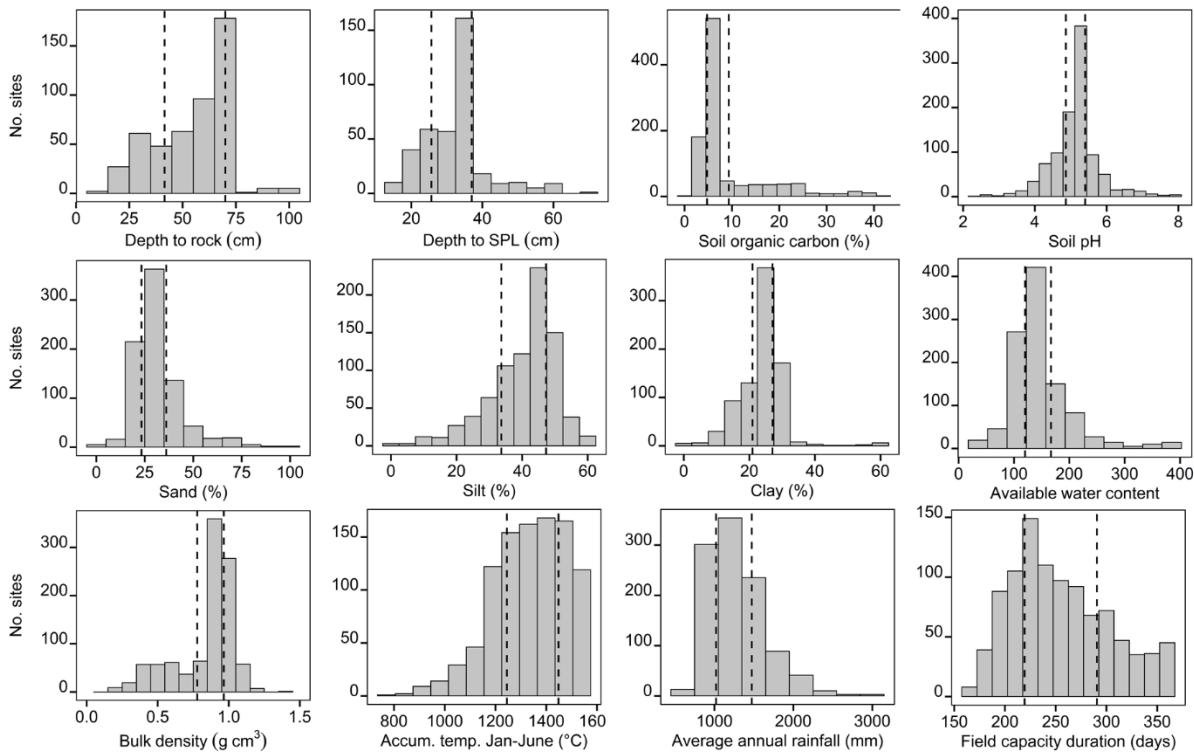 No. sites
0 50 100 150
0 25 50 75 100
Depth to rock (cm)
0 50 100 150
20 40 60
Depth to SPL (cm)
0 200 400
0 10 20 30 40
Soil organic carbon (%)
0 100 200 300 400
2 4 6 8
Soil pH
No. sites
0 100 200 300
0 25 50 75 100
Sand (%)
0 50 100 150 200
0 20 40 60
Silt (%)
0 100 200 300
0 20 40 60
Clay (%)
0 100 200 300 400
0 100 200 300 400
Available water content
No. sites
0 100 200 300
0.0 0.5 1.0 1.5
Bulk density (g cm³)
0 50 100 150
800 1000 1200 1400 160
Accum. temp. Jan-June (°C)
0 100 200 300
1000 2000 3000
Average annual rainfall (mm)
0 50 100 150
150 200 250 300 350
Field capacity duration (days)